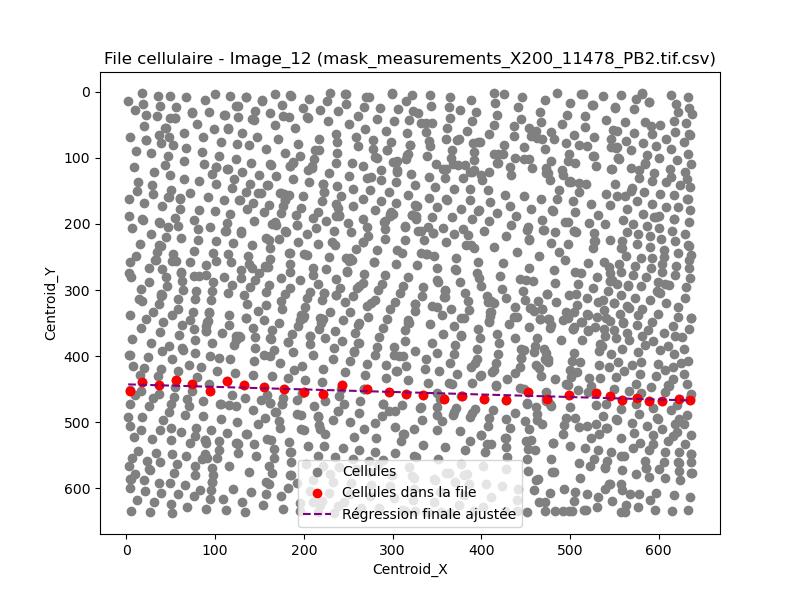 File cellulaire - Image_12 (mask_measurements_X200_11478_PB2.tif.csv)
0
100
200
300
400
500
600
Centroid_Y
Cellules
Cellules dans la file
Régression finale ajustée
0 100 200 300 400 500 600
Centroid_X